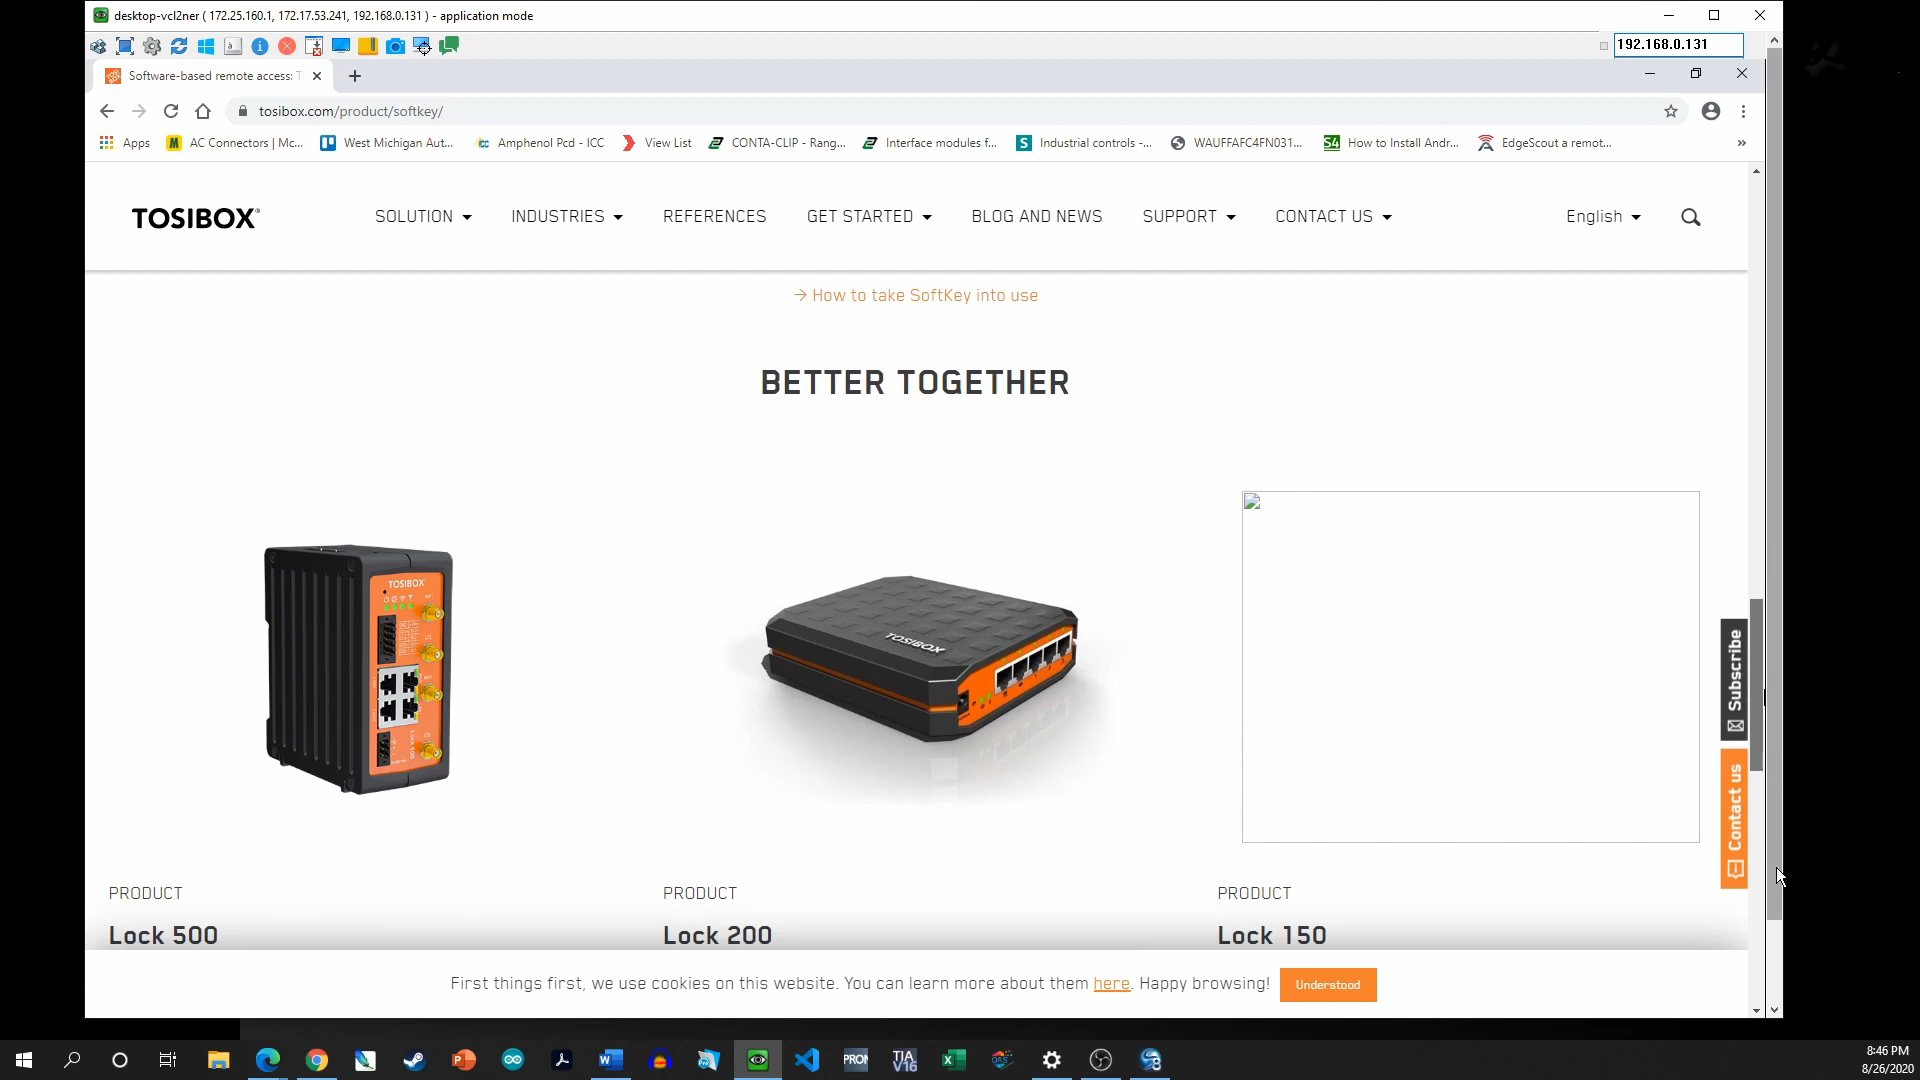 desktop-vcl2ner ( 172.25.160.1, 172.17.53.241, 192.168.0.131 ) - application mode
192.168.0.131
Software-based remote access: T
tosibox.com/product/softkey/
Apps AC Connectors | Mc... West Michigan Aut... Amphenol Pcd - ICC View List CONTA-CLIP - Rang... Interface modules f... Industrial controls -... WAUFFAFC4FN031... How to Install Andr... EdgeScout a remot... »
TOSIBOX® SOLUTION INDUSTRIES REFERENCES GET STARTED BLOG AND NEWS SUPPORT CONTACT US English
→ How to take SoftKey into use
BETTER TOGETHER
TOSIBOX
Lock 500
TOSIBOX
Subscribe
Contact us
PRODUCT PRODUCT PRODUCT
Lock 500 Lock 200 Lock 150
First things first, we use cookies on this website. You can learn more about them here. Happy browsing! Understood
PRON TIA V16 OAS
8:46 PM
8/26/2020